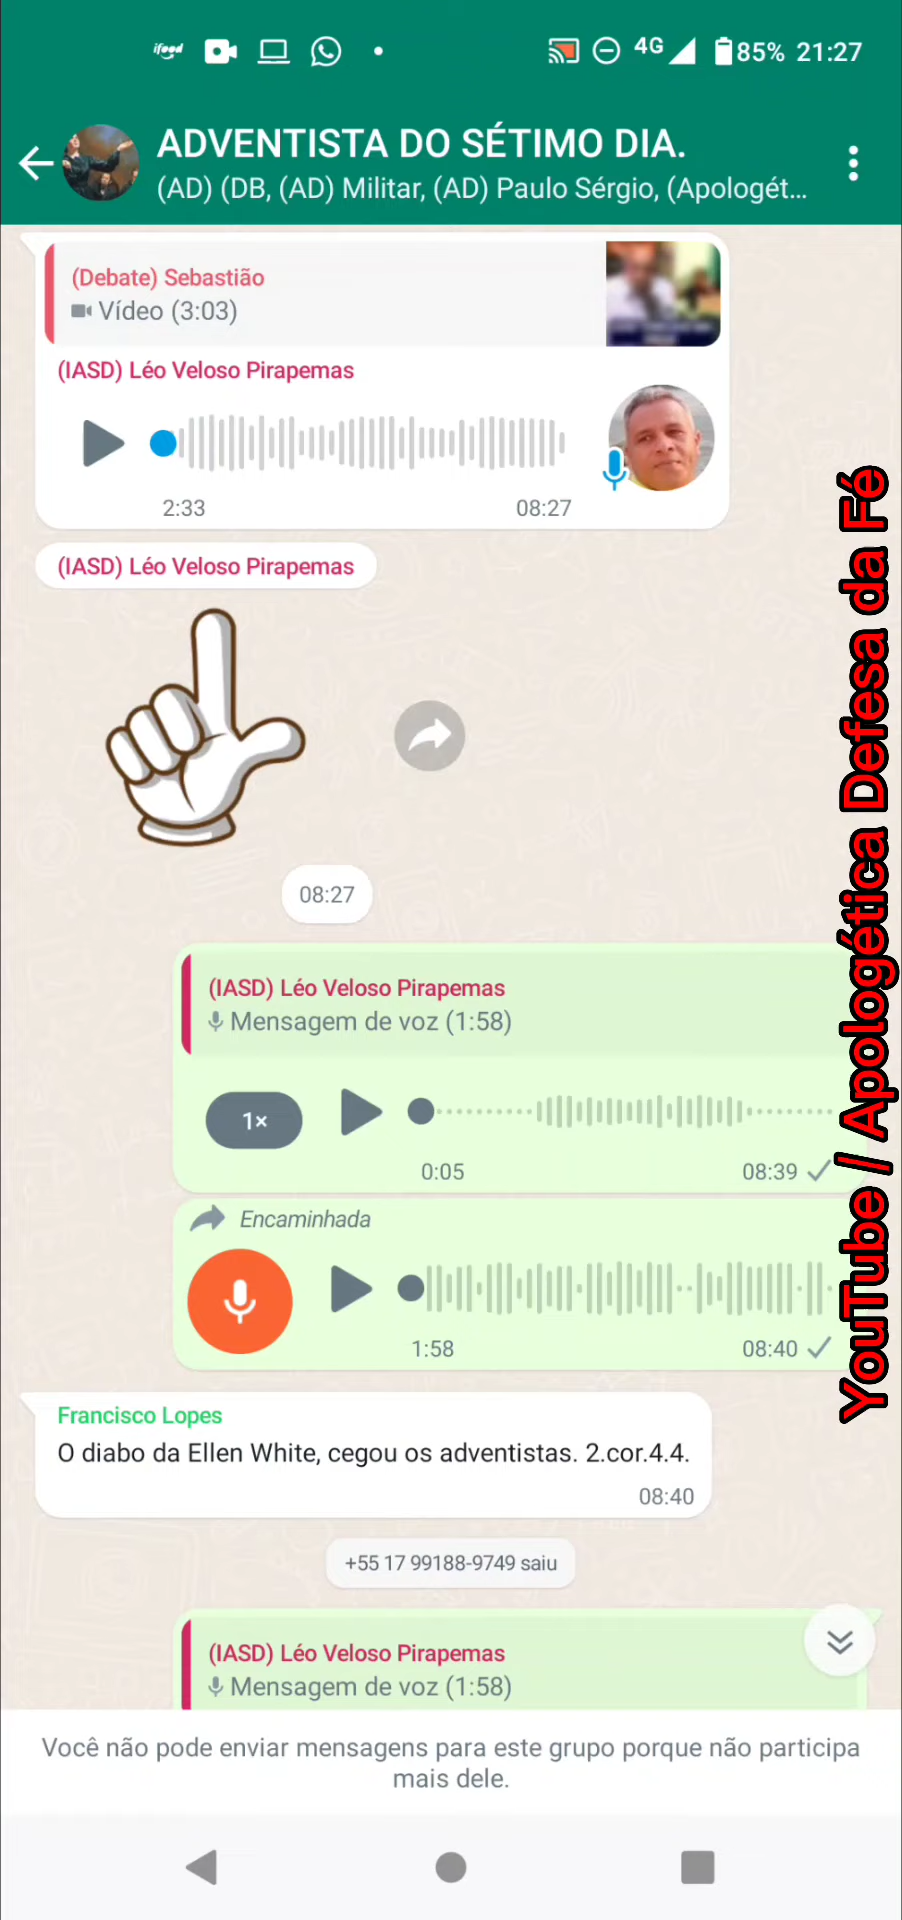 ifood
4G
85% 21:27
ADVENTISTA DO SÉTIMO DIA.
(AD) (DB, (AD) Militar, (AD) Paulo Sérgio, (Apologét...
(Debate) Sebastião
Vídeo (3:03)
(IASD) Léo Veloso Pirapemas
2:33 08:27
(IASD) Léo Veloso Pirapemas
08:27
(IASD) Léo Veloso Pirapemas
Mensagem de voz (1:58)
1×
0:05 08:39
Encaminhada
1:58 08:40
Francisco Lopes
O diabo da Ellen White, cegou os adventistas. 2.cor.4.4.
08:40
+55 17 99188-9749 saiu
(IASD) Léo Veloso Pirapemas
Mensagem de voz (1:58)
Você não pode enviar mensagens para este grupo porque não participa
mais dele.
YouTube / Apologética Defesa da Fé